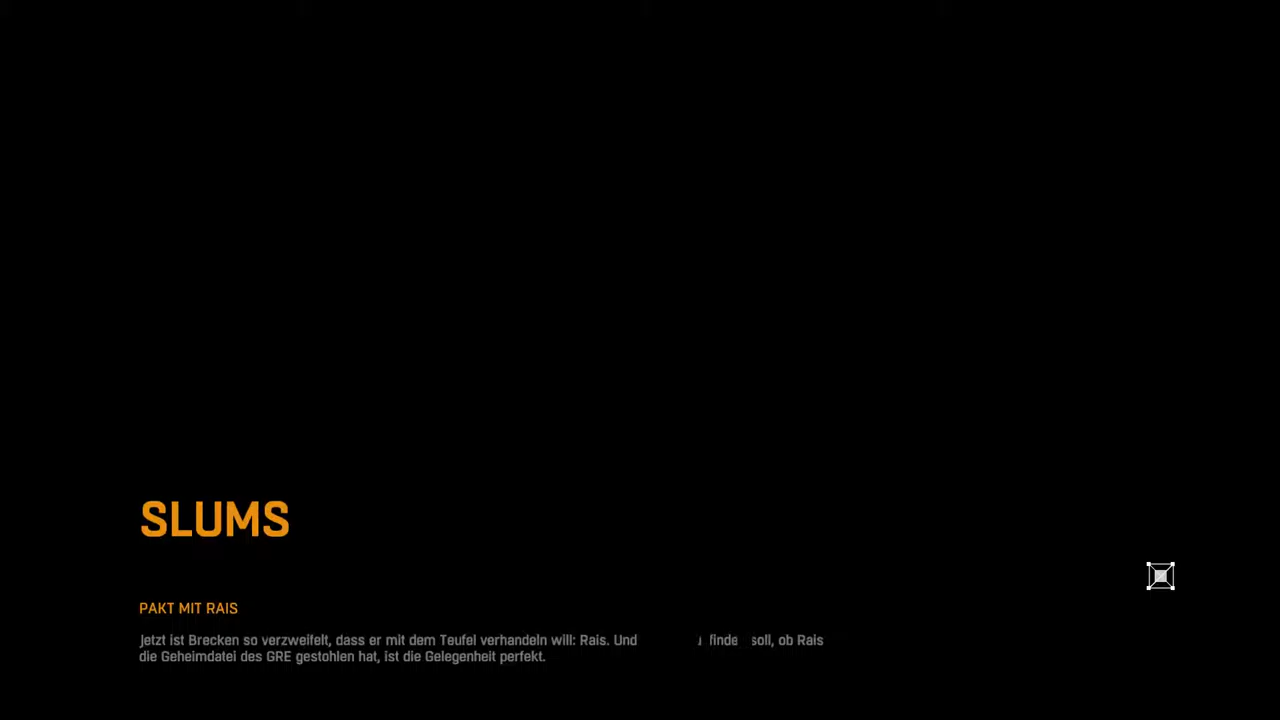 SLUMS
PAKT MIT RAIS
Jetzt ist Brecken so verzweifelt, dass er mit dem Teufel verhandeln will: Rais. Und finde soll, ob Rais
die Geheimdatei des GRE gestohlen hat, ist die Gelegenheit perfekt.